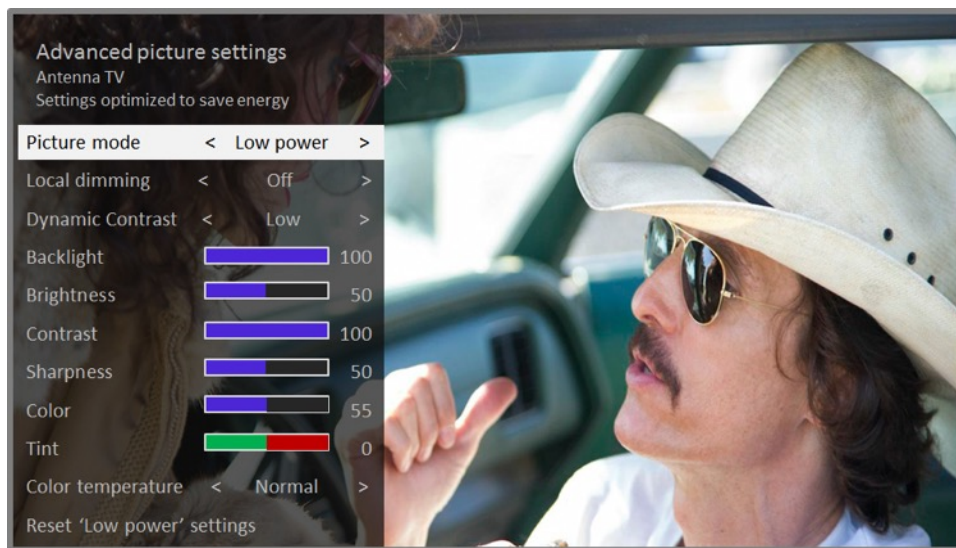 Advanced picture settings
Antenna TV
Settings optimized to save energy
Picture mode < Low power >
Local dimming < Off >
Dynamic Contrast < Low >
Backlight 100
Brightness 50
Contrast 100
Sharpness 50
Color 55
Tint 0
Color temperature < Normal >
Reset ‘Low power’ settings